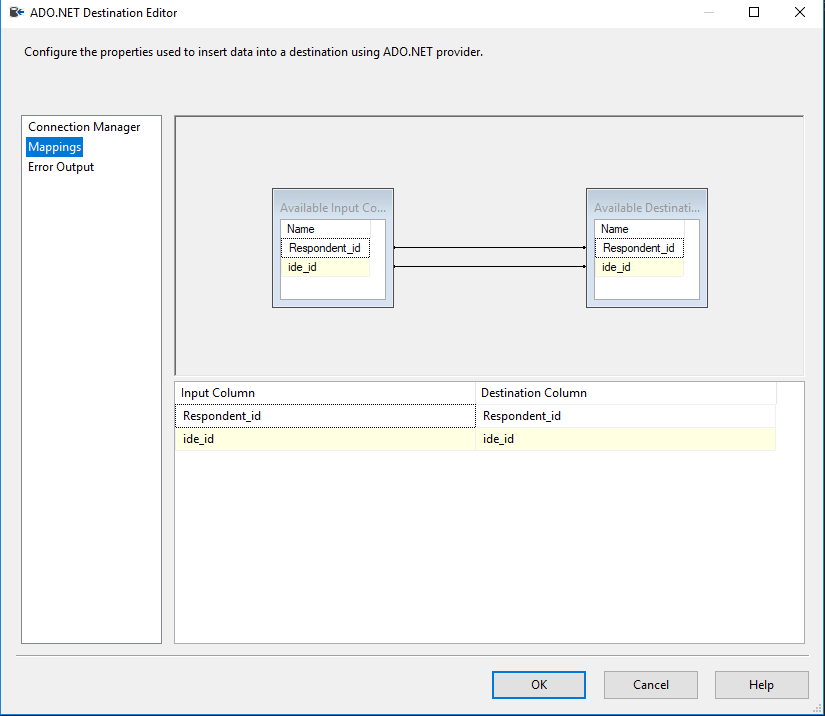 ADO.NET Destination Editor
Configure the properties used to insert data into a destination using ADO.NET provider.
Connection Manager
Mappings
Error Output
Available Input Co...
Name
Respondent_id
ide_id
Available Destinati...
Name
Respondent_id
ide_id
Input Column Destination Column
Respondent_id Respondent_id
ide_id ide_id
OK Cancel Help